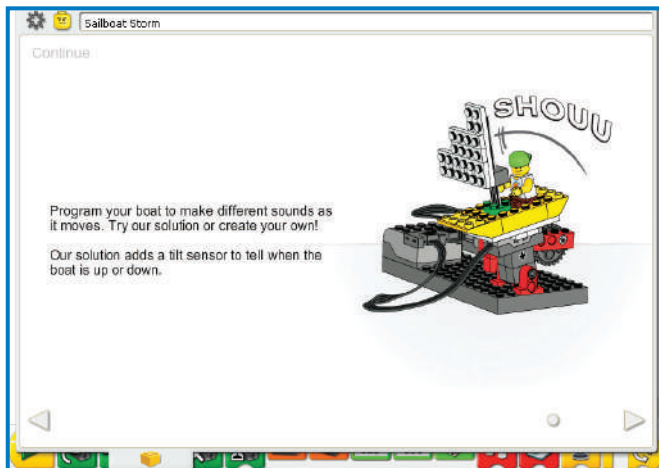 Sailboat Storm
Continue
SHOUU
Program your boat to make different sounds as
it moves. Try our solution or create your own!
Our solution adds a tilt sensor to tell when the
boat is up or down.